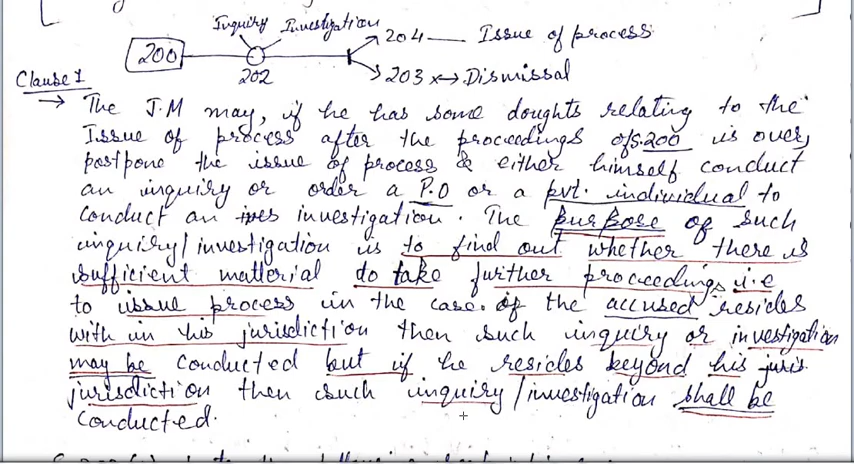 Inquiry Investigation
200 202 204 — Issue of process
203 x→ Dismissal
Clause 1
→ The J.M may, if he has some doughts relating to the
Issue of process after the proceedings of s.200 is over,
postpone the issue of process & either himself conduct
an inquiry or order a P.O or a pvt. individual to
conduct an investigation. The purpose of such
inquiry/investigation is to find out whether there is
sufficient matterial do take further proceedings i.e
to issue process in the case. if the accused resides
with in his jurisdiction then such inquiry or investigation
may be conducted but if he resides beyond his juris.
jurisdiction then such inquiry/investigation shall be
conducted.